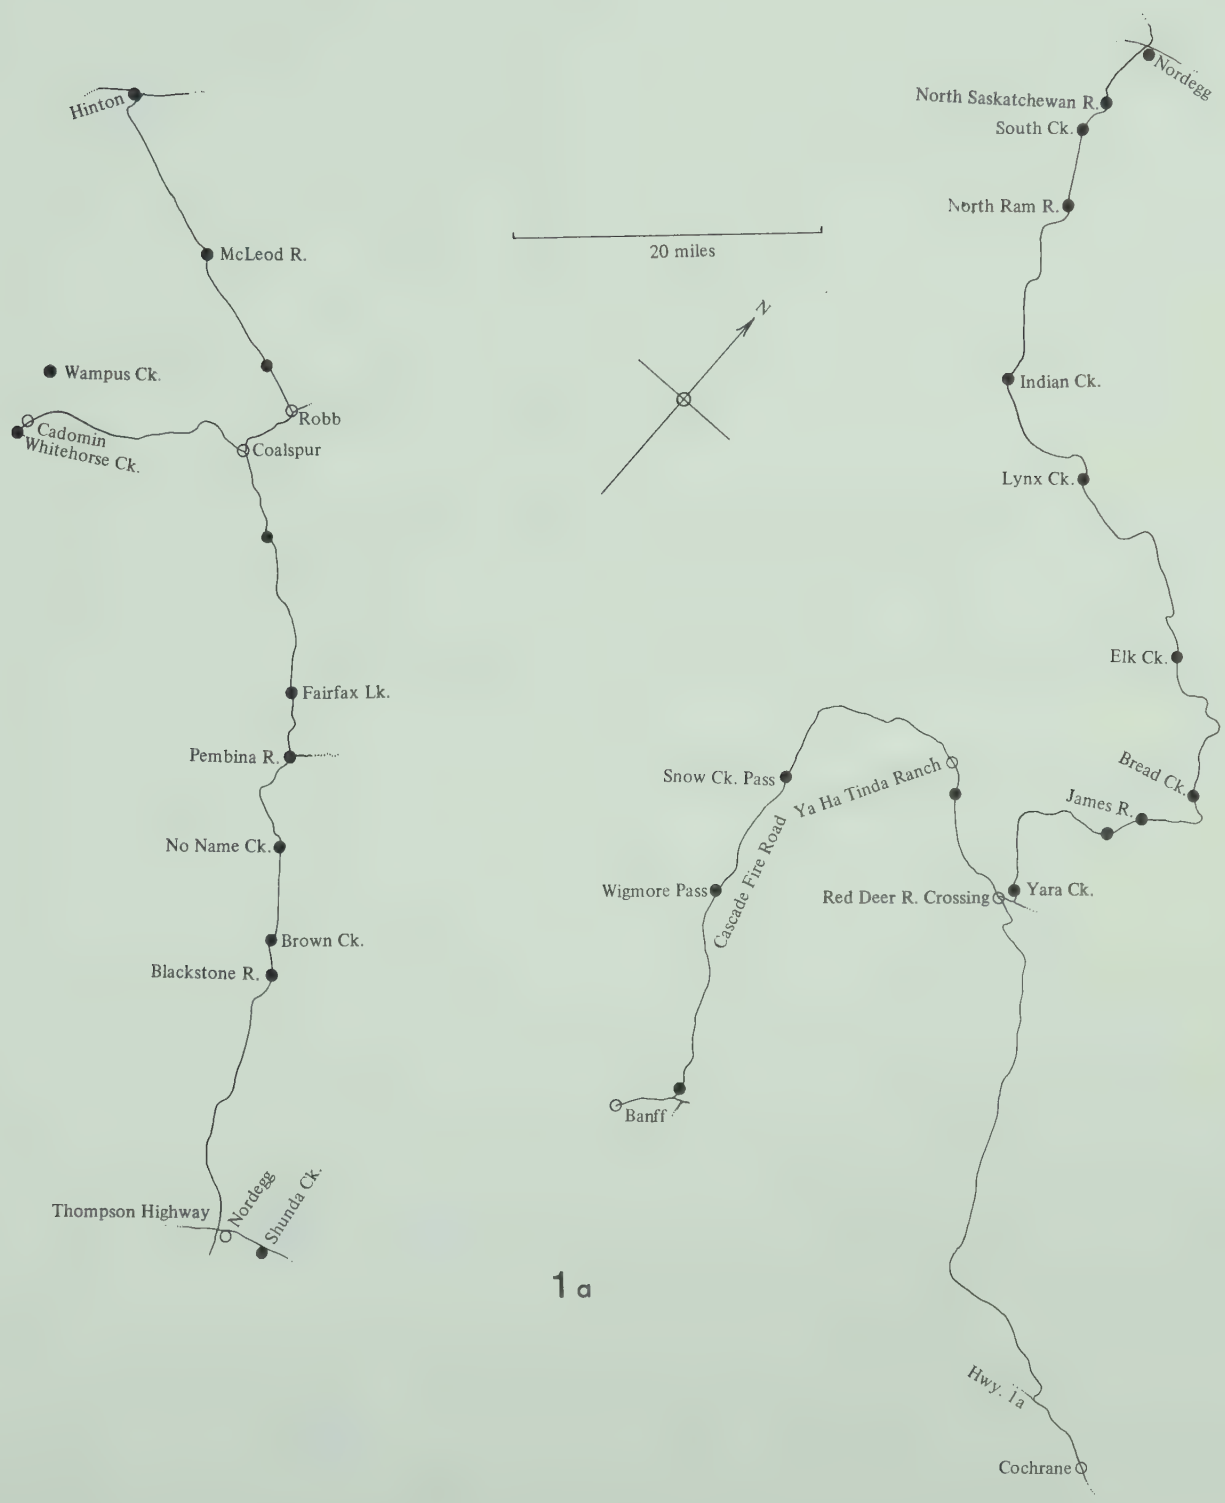 Hinton
McLeod R.
Wampus Ck.
Robb
Cadomin
Whitehorse Ck.
Coalspur
Fairfax Lk.
Pembina R.
No Name Ck.
Brown Ck.
Blackstone R.
Thompson Highway
Nordegg
Shunda Ck.
20 miles
N
Nordegg
North Saskatchewan R.
South Ck.
North Ram R.
Indian Ck.
Lynx Ck.
Elk Ck.
Bread Ck.
James R.
Yara Ck.
Red Deer R. Crossing
Ya Ha Tinda Ranch
Snow Ck. Pass
Cascade Fire Road
Wigmore Pass
Banff
Hwy. 1a
Cochrane
1a